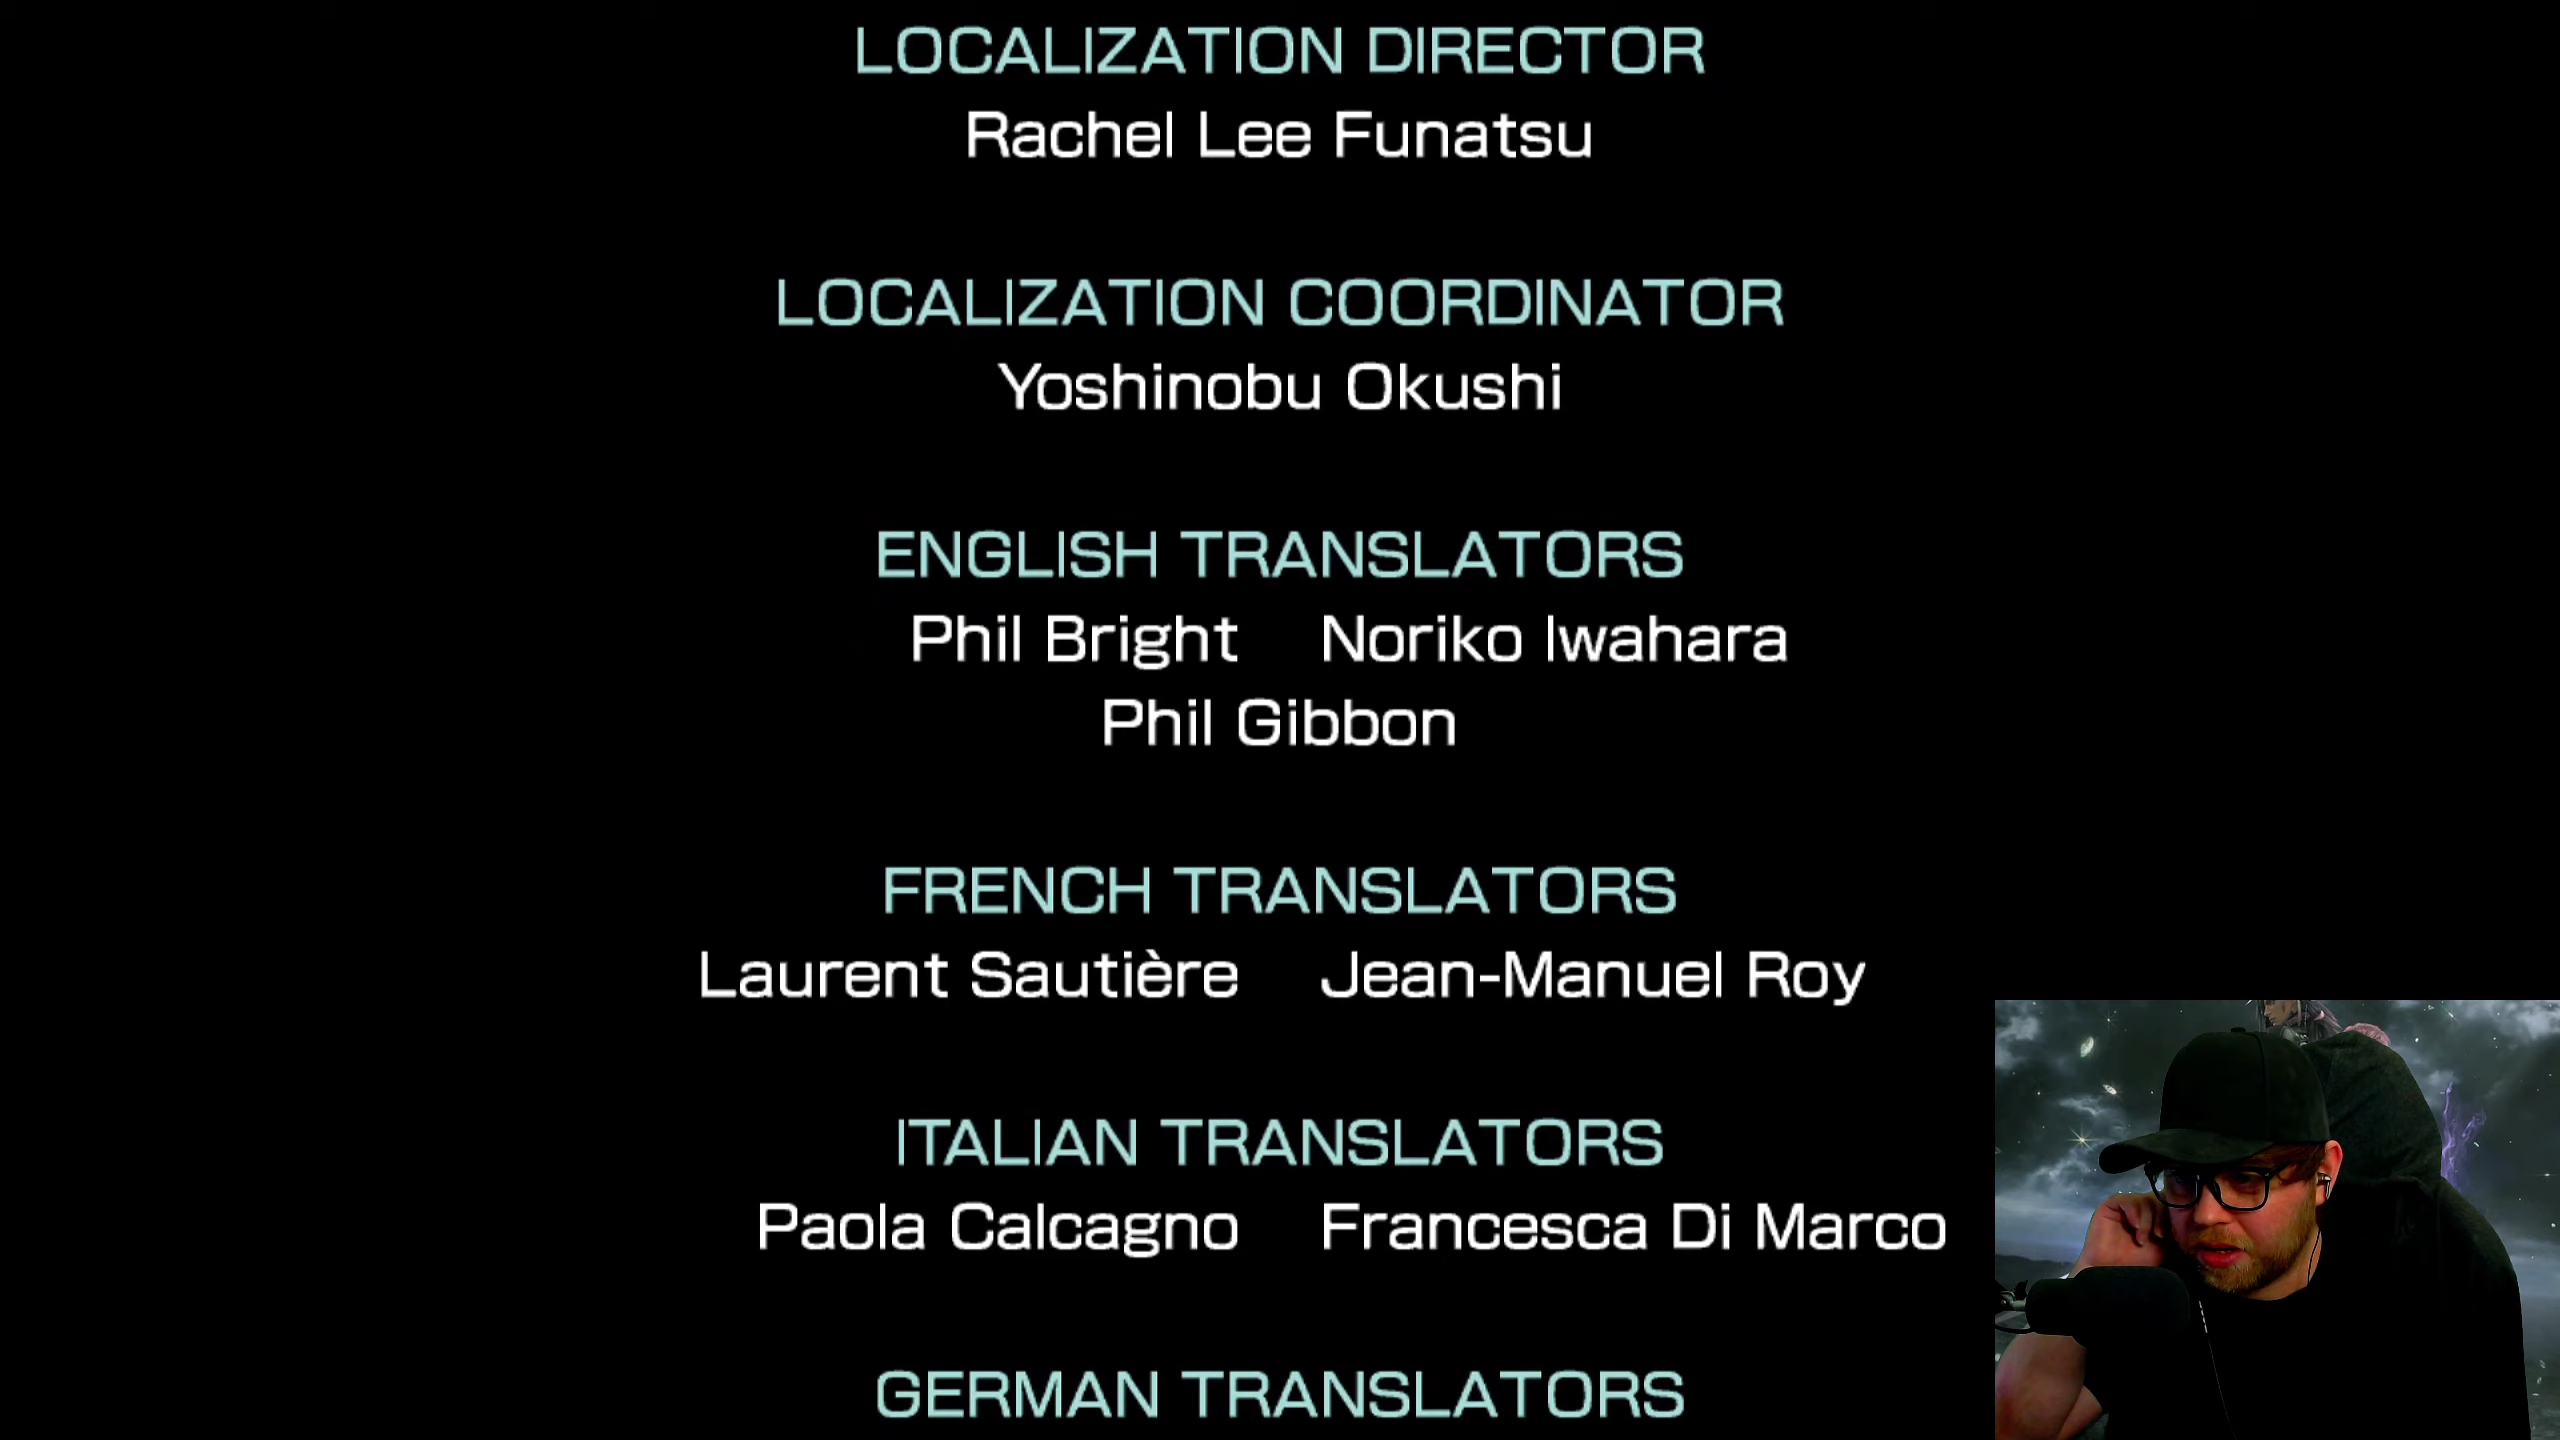 LOCALIZATION DIRECTOR
Rachel Lee Funatsu
LOCALIZATION COORDINATOR
Yoshinobu Okushi
ENGLISH TRANSLATORS
Phil Bright Noriko Iwahara
Phil Gibbon
FRENCH TRANSLATORS
Laurent Sautière Jean-Manuel Roy
ITALIAN TRANSLATORS
Paola Calcagno Francesca Di Marco
GERMAN TRANSLATORS